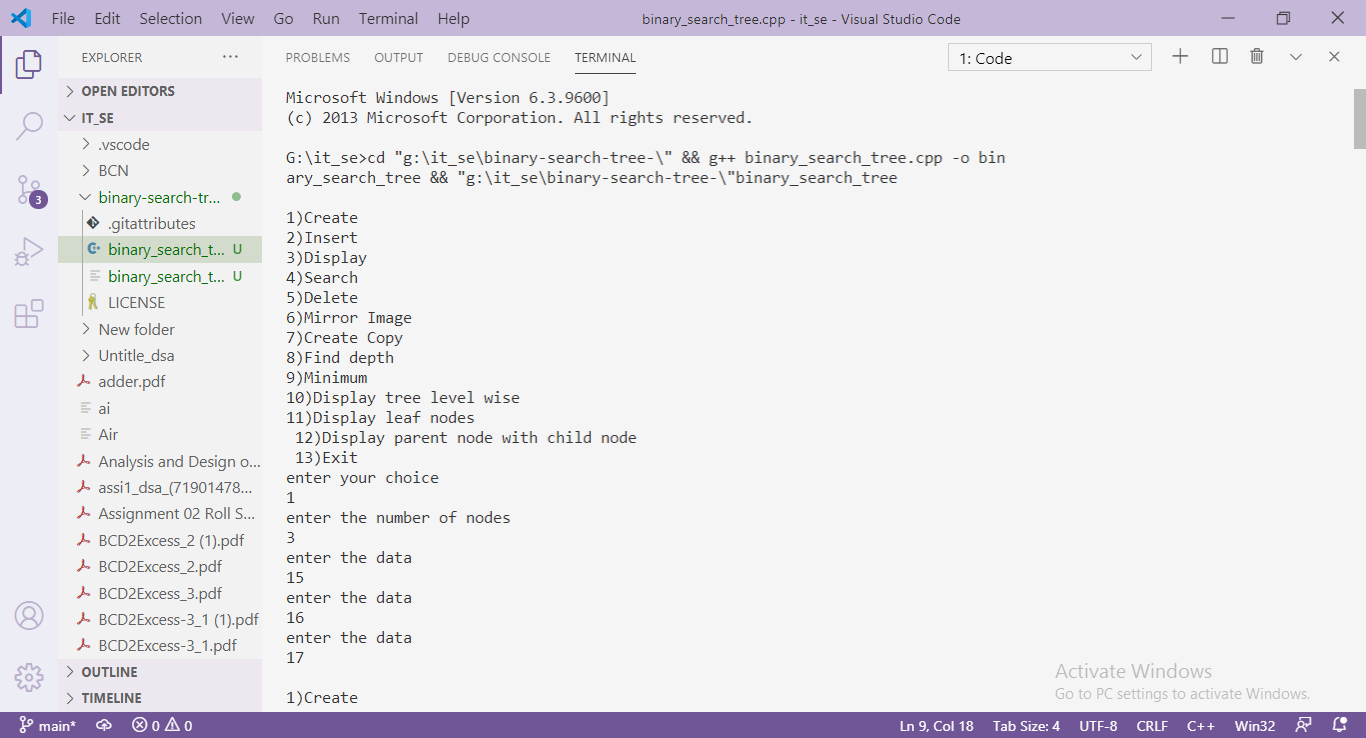 File Edit Selection View Go Run Terminal Help
binary_search_tree.cpp - it_se - Visual Studio Code
EXPLORER
OPEN EDITORS
IT_SE
.vscode
BCN
binary-search-tr...
.gitattributes
binary_search_t... U
binary_search_t... U
LICENSE
New folder
Untitle_dsa
adder.pdf
ai
Air
Analysis and Design o...
assi1_dsa_(71901478...
Assignment 02 Roll S...
BCD2Excess_2 (1).pdf
BCD2Excess_2.pdf
BCD2Excess_3.pdf
BCD2Excess-3_1 (1).pdf
BCD2Excess-3_1.pdf
OUTLINE
TIMELINE
3
PROBLEMS OUTPUT DEBUG CONSOLE TERMINAL
1: Code
Microsoft Windows [Version 6.3.9600]
(c) 2013 Microsoft Corporation. All rights reserved.
G:\it_se>cd "g:\it_se\binary-search-tree-\" && g++ binary_search_tree.cpp -o bin
ary_search_tree && "g:\it_se\binary-search-tree-\"binary_search_tree
1)Create
2)Insert
3)Display
4)Search
5)Delete
6)Mirror Image
7)Create Copy
8)Find depth
9)Minimum
10)Display tree level wise
11)Display leaf nodes
12)Display parent node with child node
13)Exit
enter your choice
1
enter the number of nodes
3
enter the data
15
enter the data
16
enter the data
17
1)Create
Activate Windows
Go to PC settings to activate Windows.
main* 0 0
Ln 9, Col 18 Tab Size: 4 UTF-8 CRLF C++ Win32